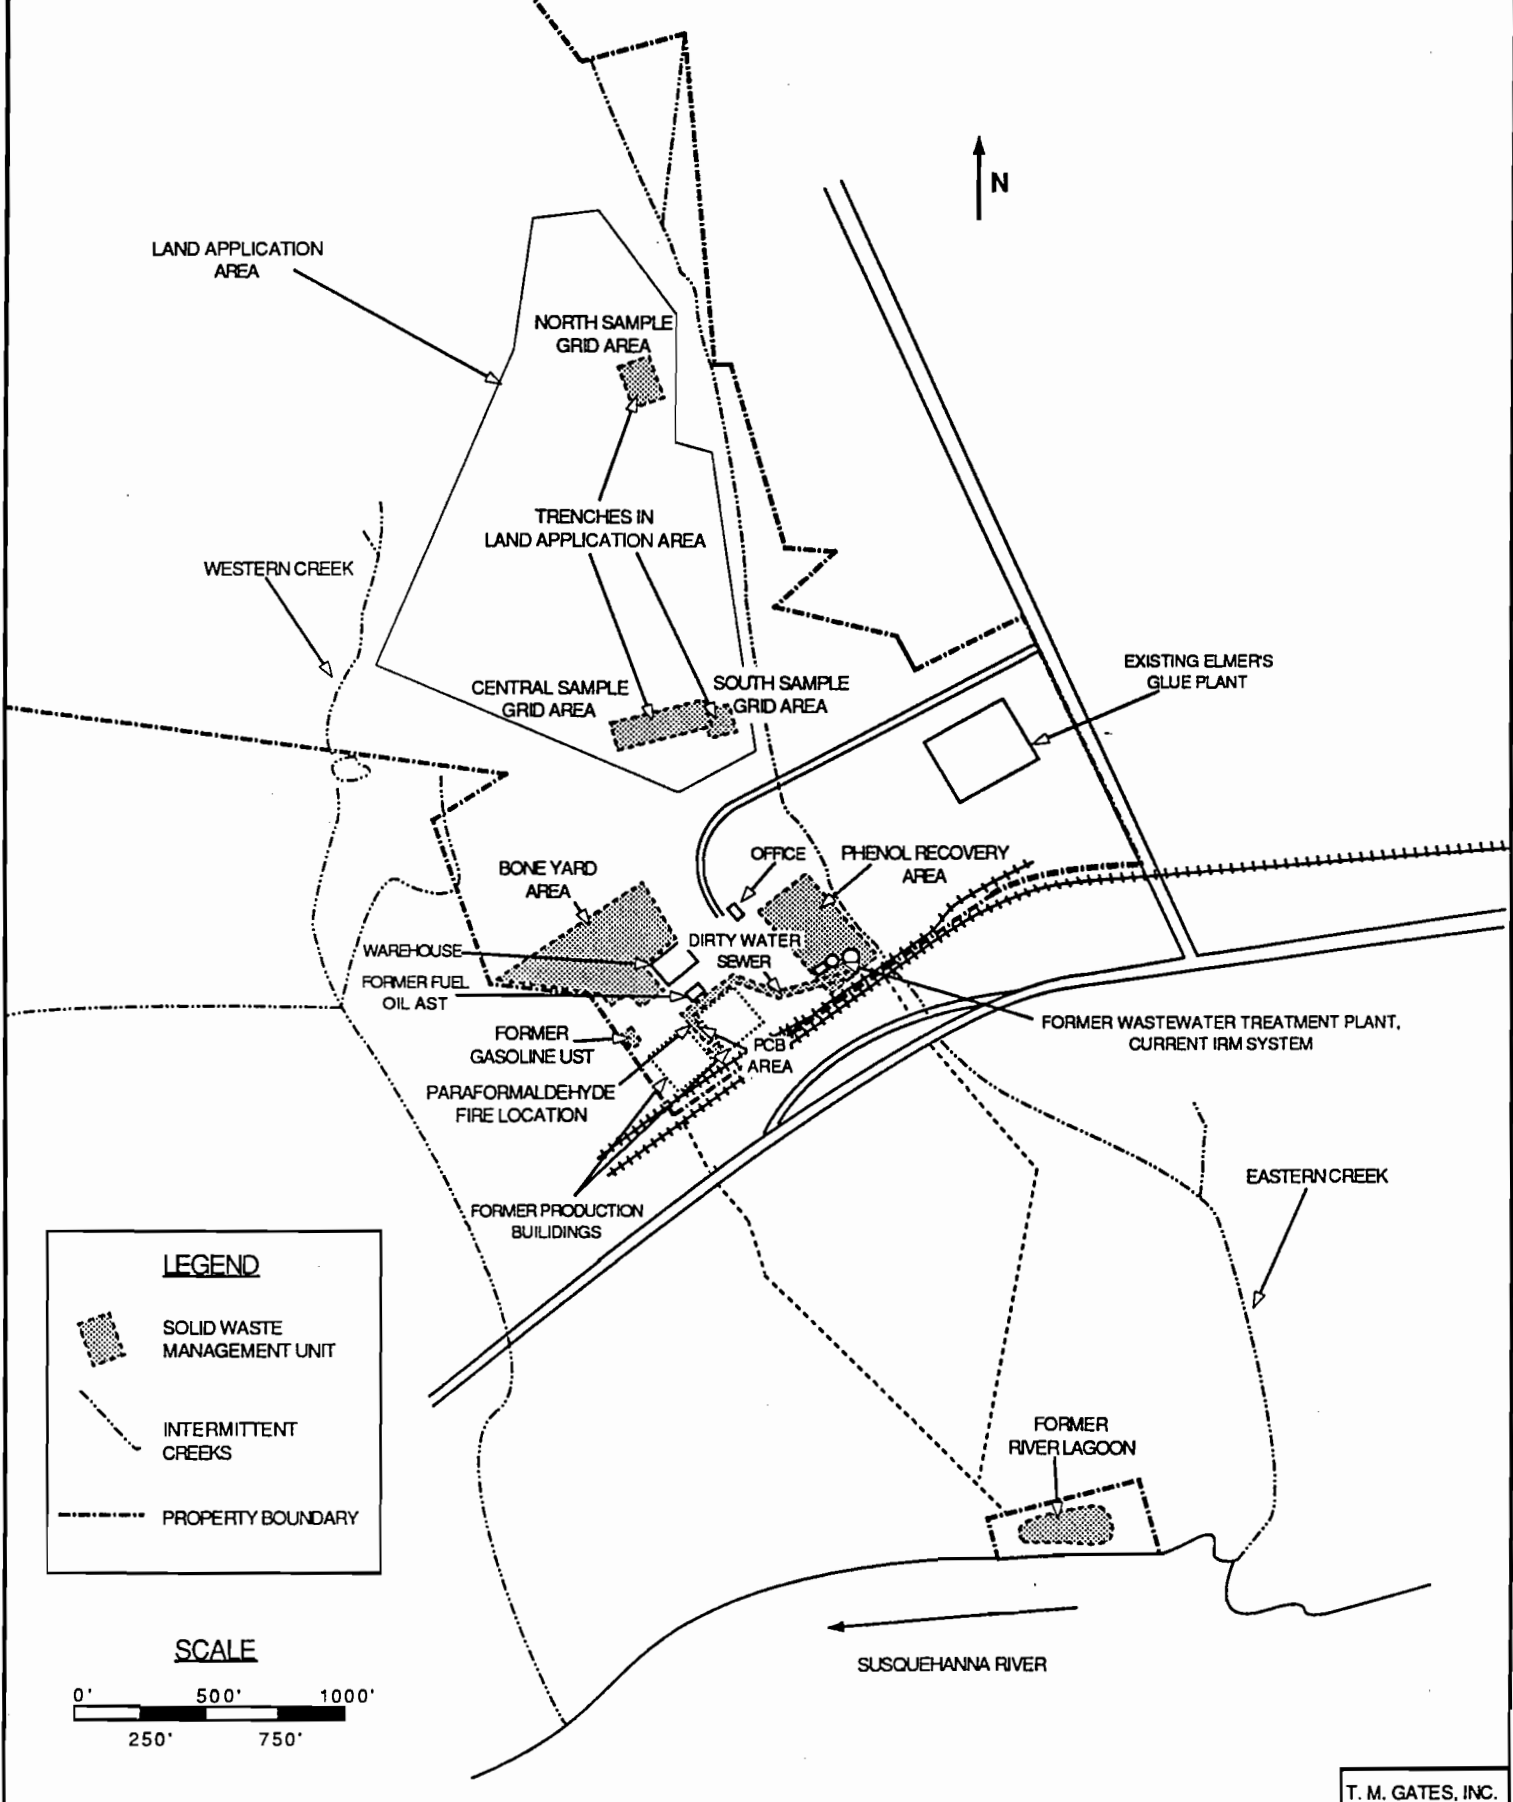 N
LAND APPLICATION
AREA
NORTH SAMPLE
GRID AREA
TRENCHES IN
LAND APPLICATION AREA
WESTERN CREEK
EXISTING ELMER'S
GLUE PLANT
CENTRAL SAMPLE
GRID AREA
SOUTH SAMPLE
GRID AREA
OFFICE
PHENOL RECOVERY
AREA
BONE YARD
AREA
DIRTY WATER
SEWER
WAREHOUSE
FORMER FUEL
OIL AST
FORMER
GASOLINE UST
PCB
AREA
FORMER WASTEWATER TREATMENT PLANT,
CURRENT IRM SYSTEM
PARAFORMALDEHYDE
FIRE LOCATION
EASTERN CREEK
FORMER PRODUCTION
BUILIDINGS
LEGEND
SOLID WASTE
MANAGEMENT UNIT
INTERMITTENT
CREEKS
PROPERTY BOUNDARY
FORMER
RIVER LAGOON
SUSQUEHANNA RIVER
SCALE
0' 500' 1000'
250' 750'
T. M. GATES, INC.